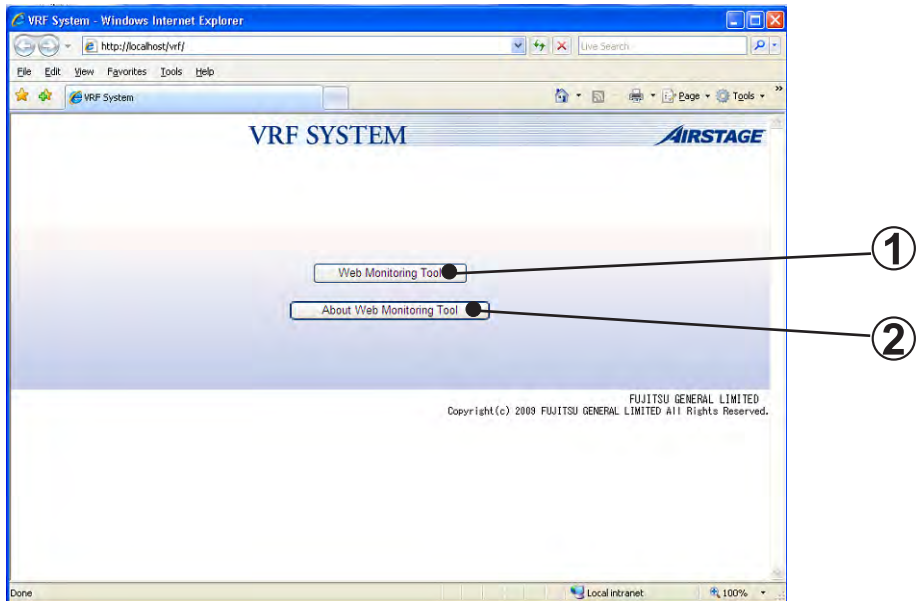 VRF System - Windows Internet Explorer
http://localhost/vrf/
Live Search
File Edit View Favorites Tools Help
VRF System
Page Tools
VRF SYSTEM
AIRSTAGE
Web Monitoring Tool
1
About Web Monitoring Tool
2
FUJITSU GENERAL LIMITED
Copyright(c) 2009 FUJITSU GENERAL LIMITED All Rights Reserved.
Done
Local intranet
100%